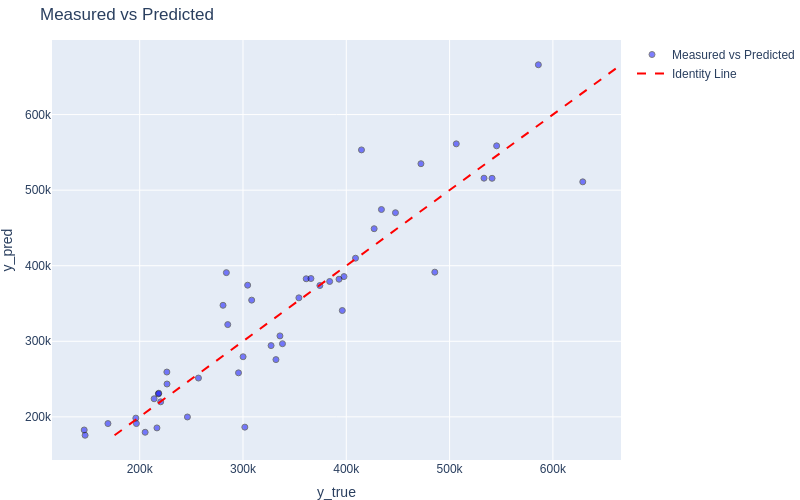 Measured vs Predicted
Measured vs Predicted
Identity Line
600k
500k
400k
300k
200k
y_pred
200k
300k
400k
500k
600k
y_true